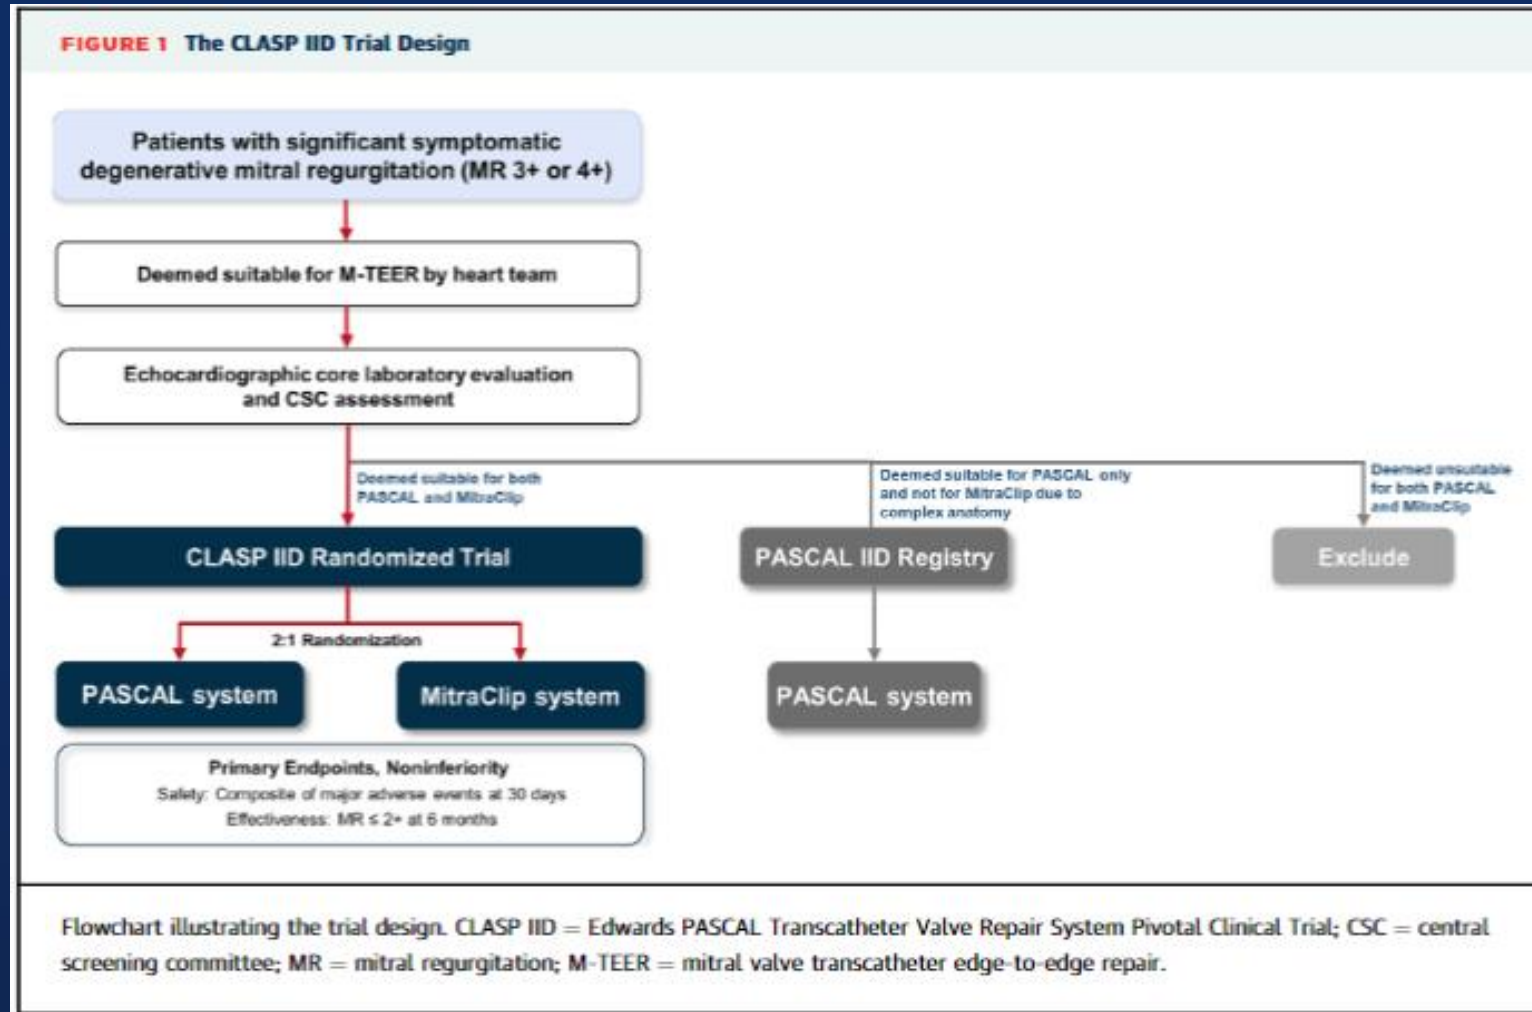 FIGURE 1 The CLASP IID Trial Design
Patients with significant symptomatic
degenerative mitral regurgitation (MR 3+ or 4+)
Deemed suitable for M-TEER by heart team
Echocardiographic core laboratory evaluation
and CSC assessment
Deemed suitable for both
PASCAL and MitraClip
Deemed suitable for PASCAL only
and not for MitraClip due to
complex anatomy
Deemed unsuitable
for both PASCAL
and MitraClip
CLASP IID Randomized Trial
PASCAL IID Registry
Exclude
2:1 Randomization
PASCAL system
MitraClip system
PASCAL system
Primary Endpoints, Noninferiority
Safety: Composite of major adverse events at 30 days
Effectiveness: MR ≤ 2+ at 6 months
Flowchart illustrating the trial design. CLASP IID = Edwards PASCAL Transcatheter Valve Repair System Pivotal Clinical Trial; CSC = central
screening committee; MR = mitral regurgitation; M-TEER = mitral valve transcatheter edge-to-edge repair.